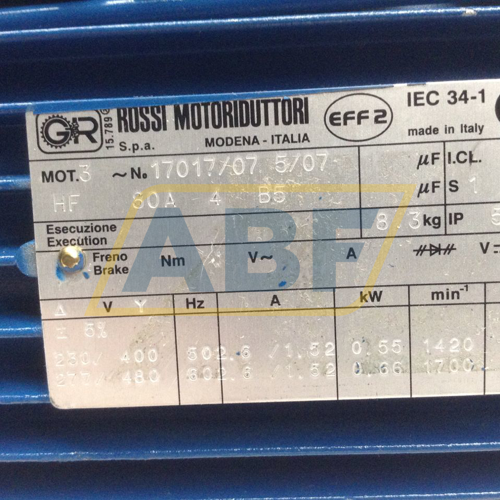 GR
15.789
ROSSI MOTORIDUTTORI
S.p.a.
MODENA - ITALIA
EFF2
IEC 34-1
made in Italy
MOT. 3 ~ No. 17017/07 5/07
µF I.CL.
HF 80A 4 B5
µF S 1
Esecuzione
Execution
8.3 kg IP
Freno
Brake
Nm V~ A V=
Δ V Y Hz A kW min-1
± 5%
230/ 400 50 2.6 /1.52 0.55 1420
277/ 480 60 2.6 /1.52 0.66 1700
ABF